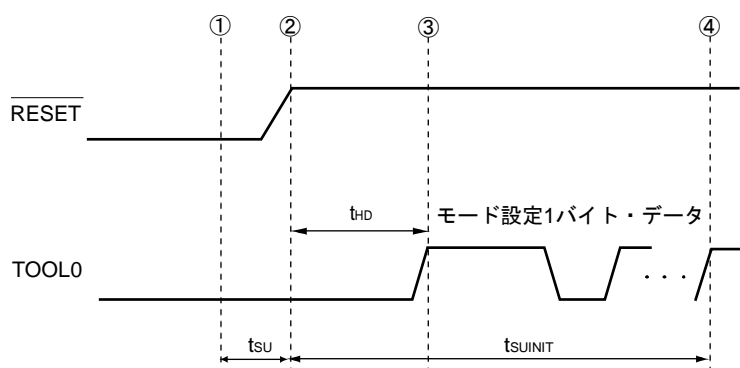 ① ② ③ ④
RESET
tHD モード設定1バイト・データ
TOOL0
. . .
tSU tSUINIT